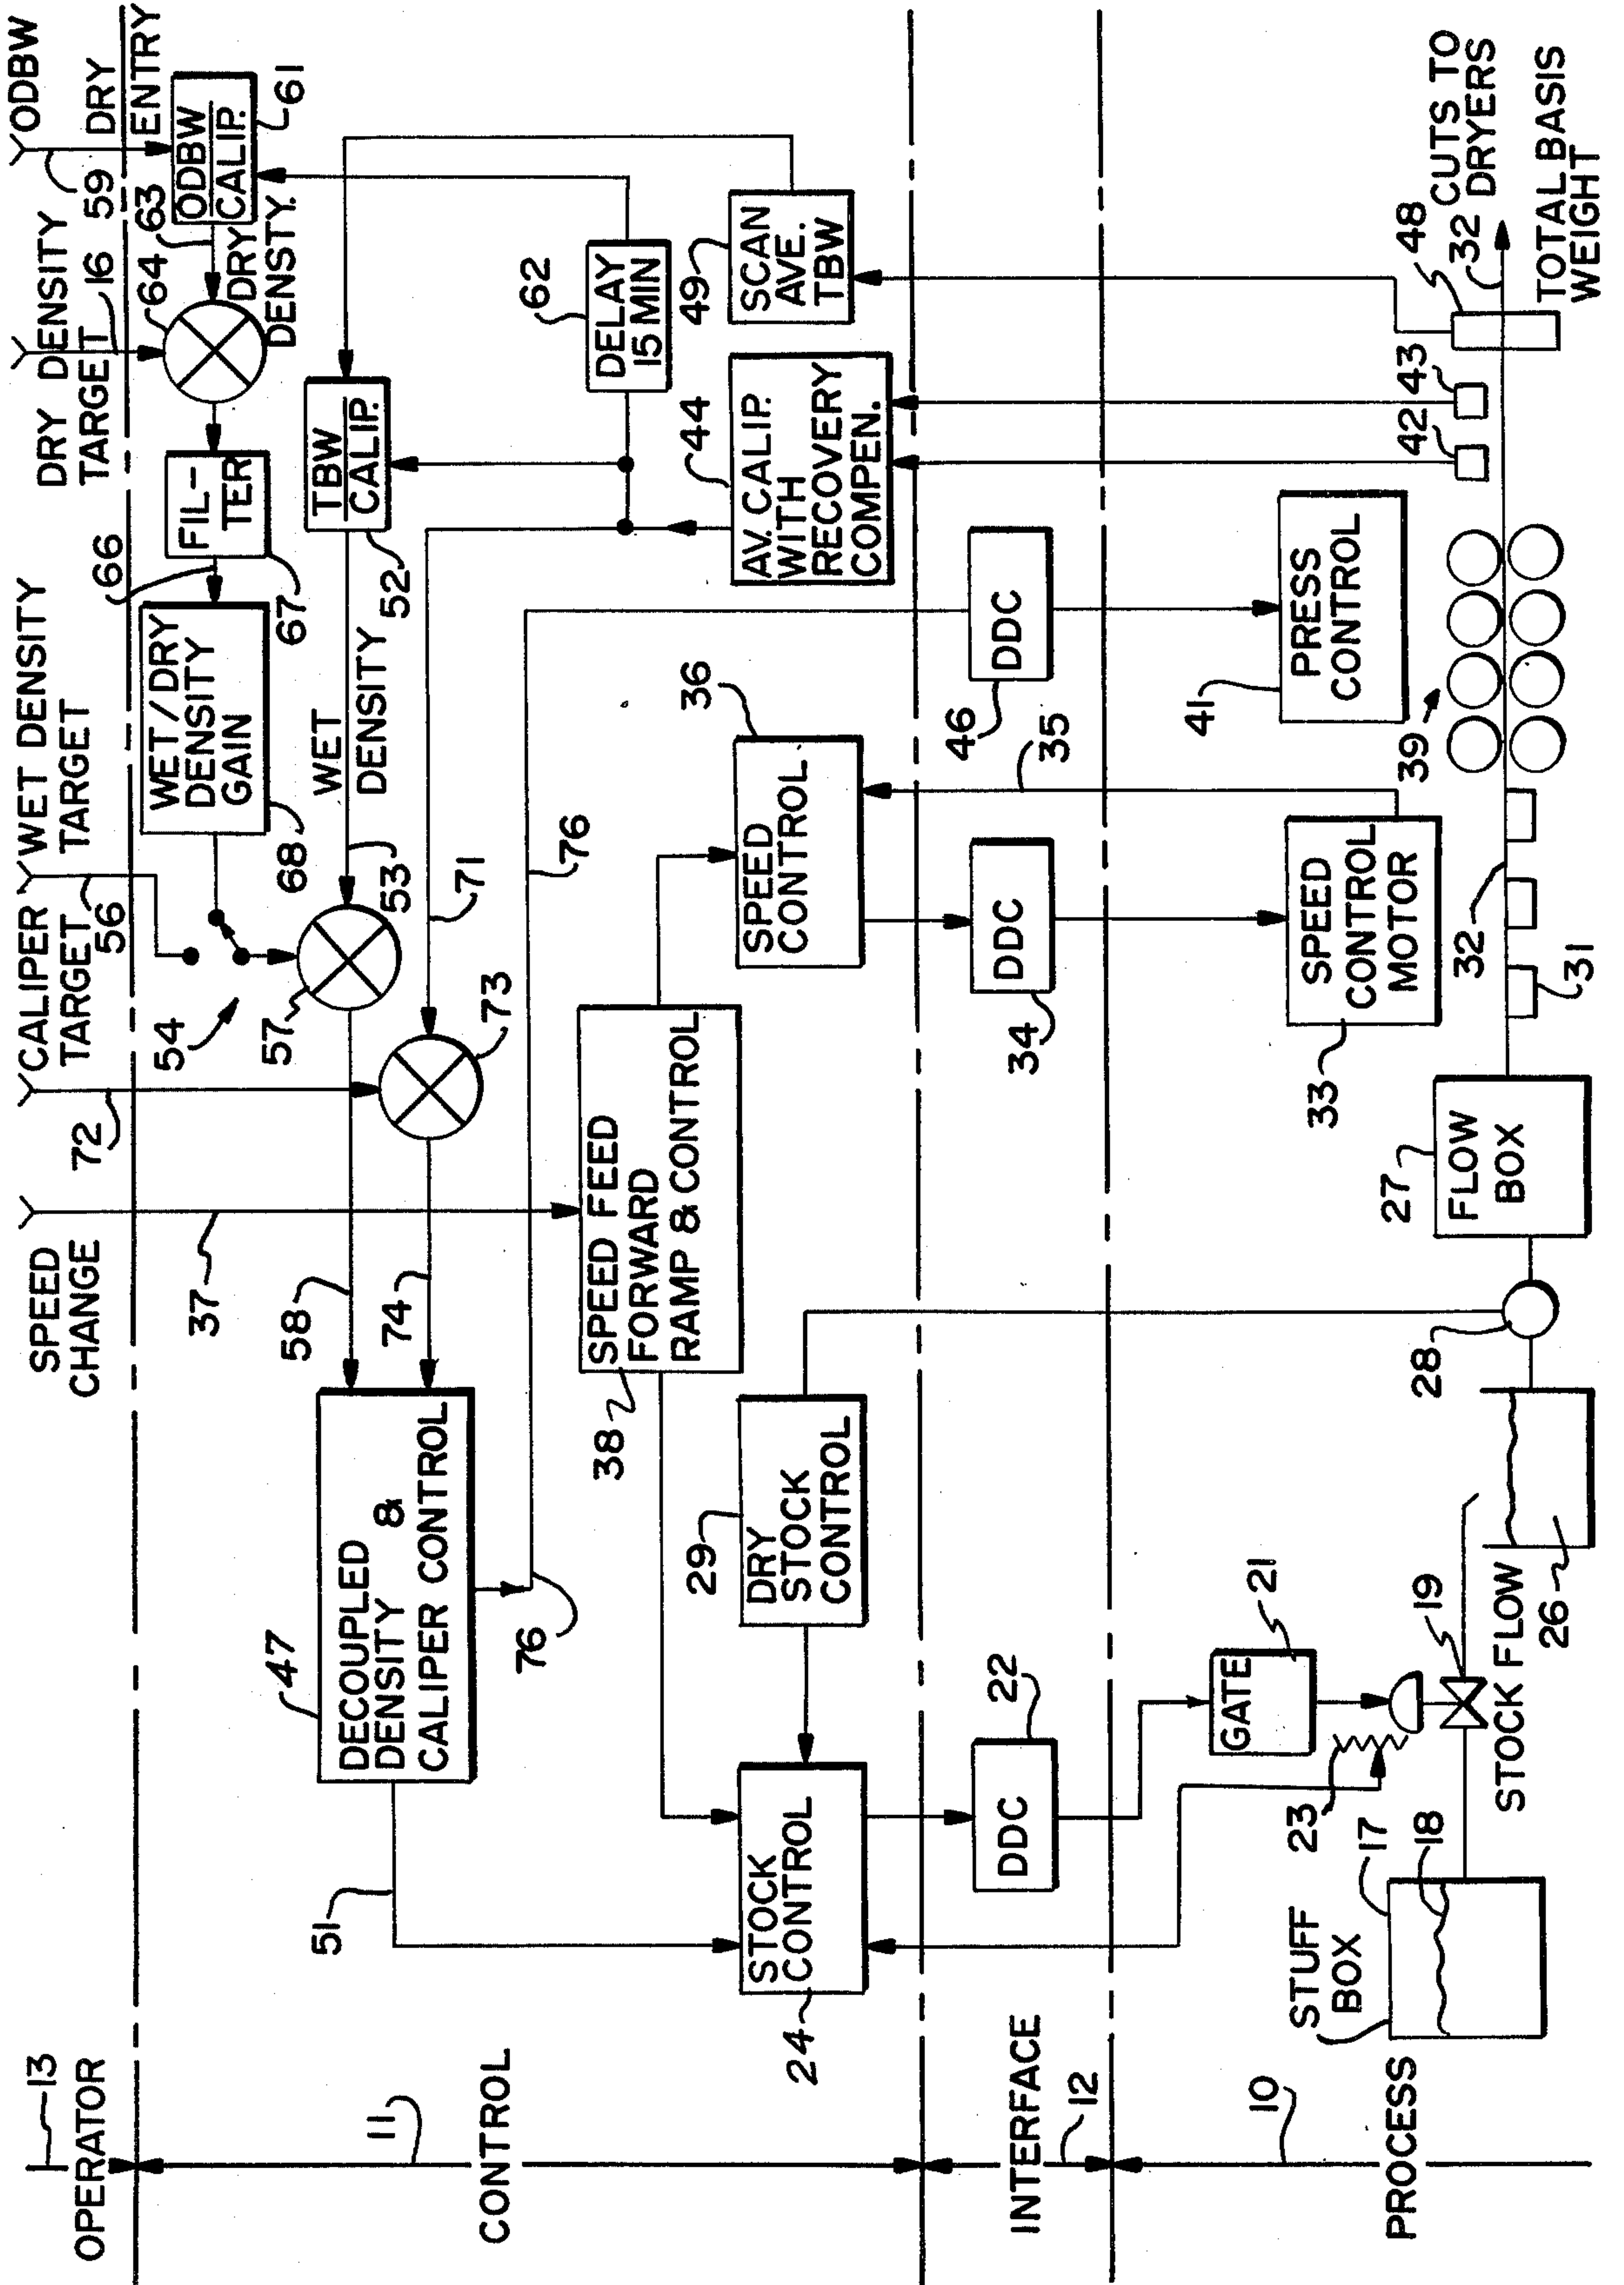 13
OPERATOR
SPEED
CHANGE
37
72
CALIPER
TARGET
56
WET DENSITY
TARGET
DRY DENSITY
TARGET
16
59
ODBW
DRY
ENTRY
11
CONTROL
47
DECOUPLED
DENSITY &
CALIPER CONTROL
51
76
58
74
73
57
54
53
71
76
WET/DRY
DENSITY
GAIN
68
66
FIL-
TER
67
64
63
DRY
DENSITY.
ODBW
CALIP.
61
WET
DENSITY
TBW
CALIP.
52
62
DELAY
15 MIN
SPEED FEED
FORWARD
RAMP & CONTROL
38
STOCK
CONTROL
24
29
DRY
STOCK
CONTROL
36
SPEED
CONTROL
44
AV. CALIP.
WITH
RECOVERY
COMPEN.
49
SCAN
AVE.
TBW
INTERFACE
12
DDC
22
DDC
34
DDC
46
35
PROCESS
10
STUFF
BOX
17
18
23
GATE
21
19
STOCK FLOW
26
28
27
FLOW
BOX
33
SPEED
CONTROL
MOTOR
32
31
41
PRESS
CONTROL
39
42
43
48
32
CUTS TO
DRYERS
TOTAL BASIS
WEIGHT